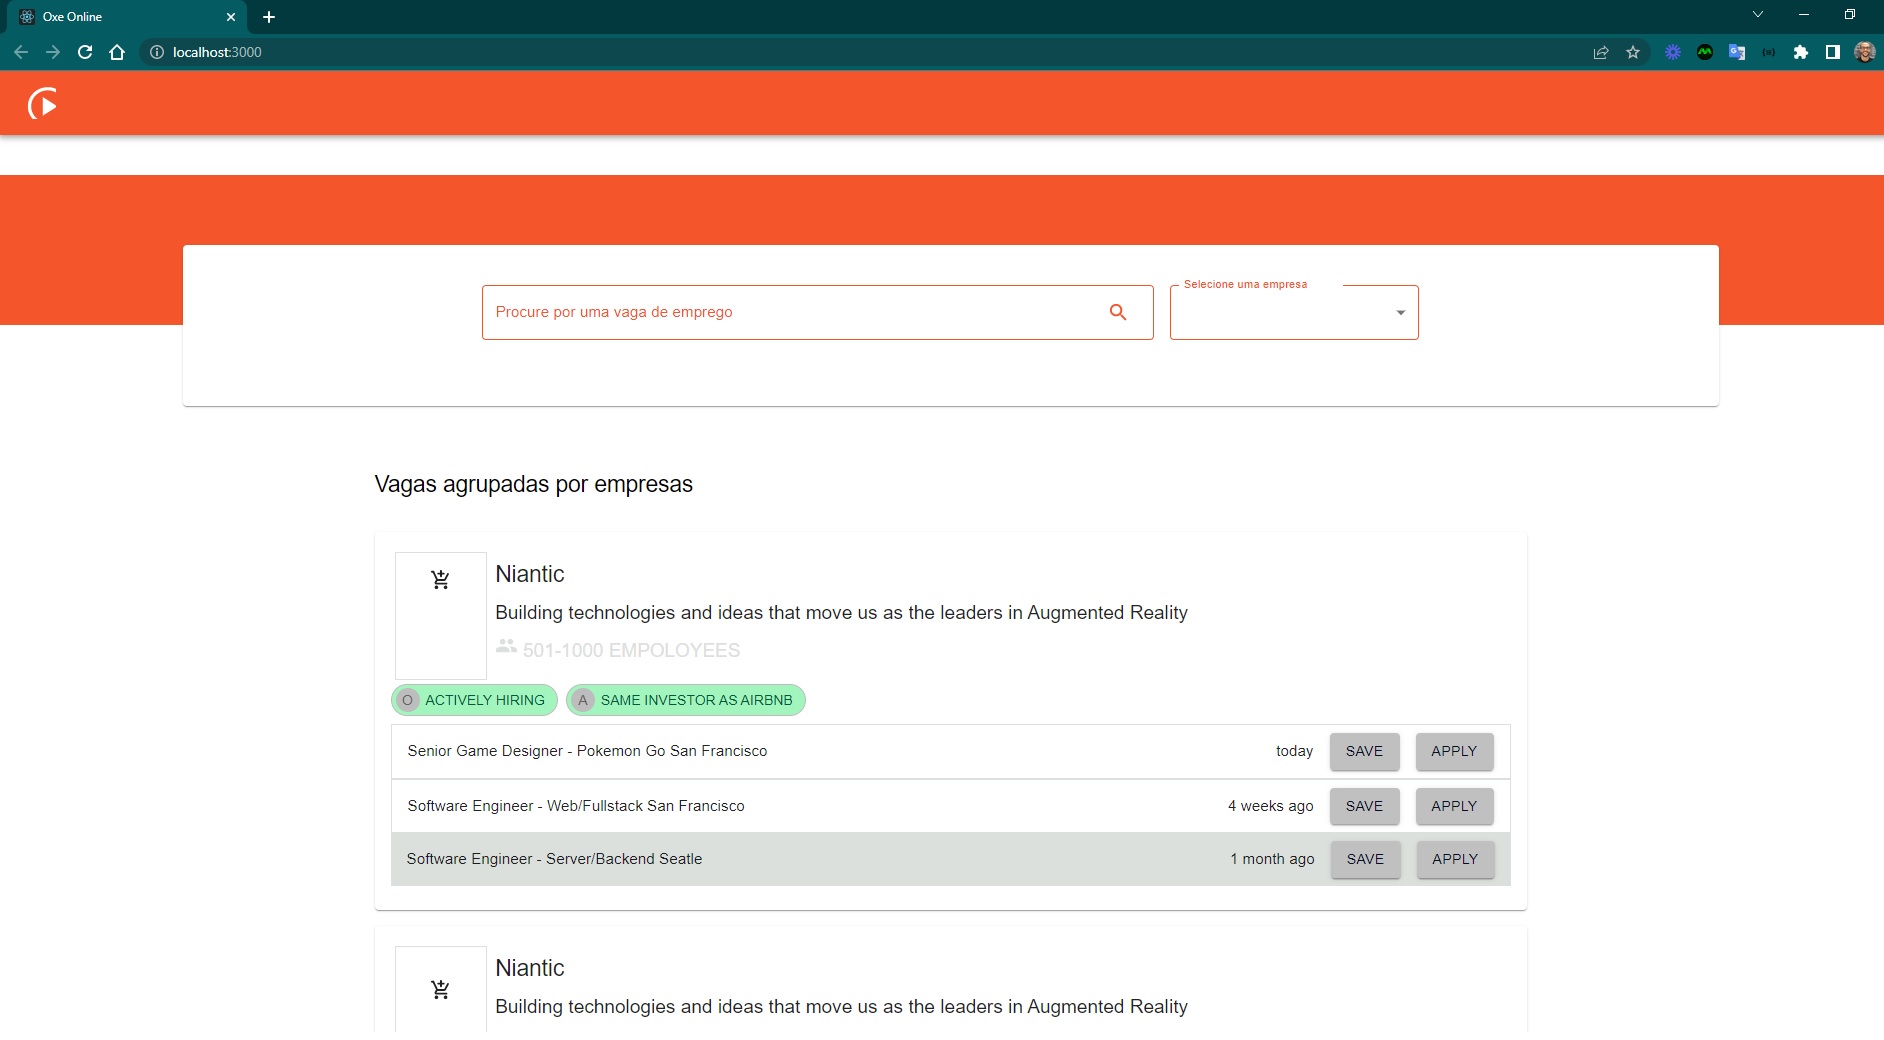 Oxe Online
localhost:3000
Procure por uma vaga de emprego
Selecione uma empresa
Vagas agrupadas por empresas
Niantic
Building technologies and ideas that move us as the leaders in Augmented Reality
501-1000 EMPOLOYEES
O ACTIVELY HIRING A SAME INVESTOR AS AIRBNB
Senior Game Designer - Pokemon Go San Francisco today SAVE APPLY
Software Engineer - Web/Fullstack San Francisco 4 weeks ago SAVE APPLY
Software Engineer - Server/Backend Seatle 1 month ago SAVE APPLY
Niantic
Building technologies and ideas that move us as the leaders in Augmented Reality